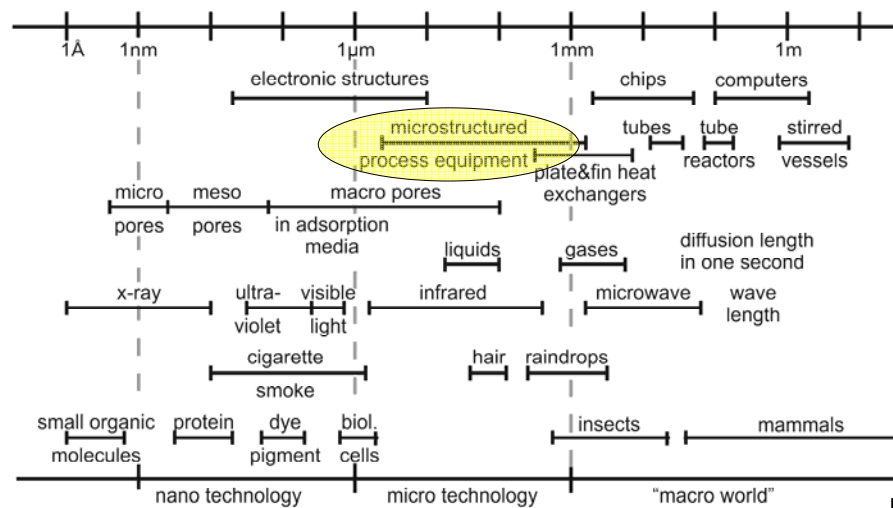 1Å 1nm 1µm 1mm 1m
electronic structures chips computers
microstructured tubes tube stirred
process equipment reactors vessels
plate&fin heat
exchangers
micro meso macro pores
pores pores in adsorption
media
liquids gases diffusion length
in one second
x-ray ultra- visible infrared microwave wave
violet light length
cigarette hair raindrops
smoke
small organic protein dye biol. insects mammals
molecules pigment cells
nano technology micro technology "macro world"